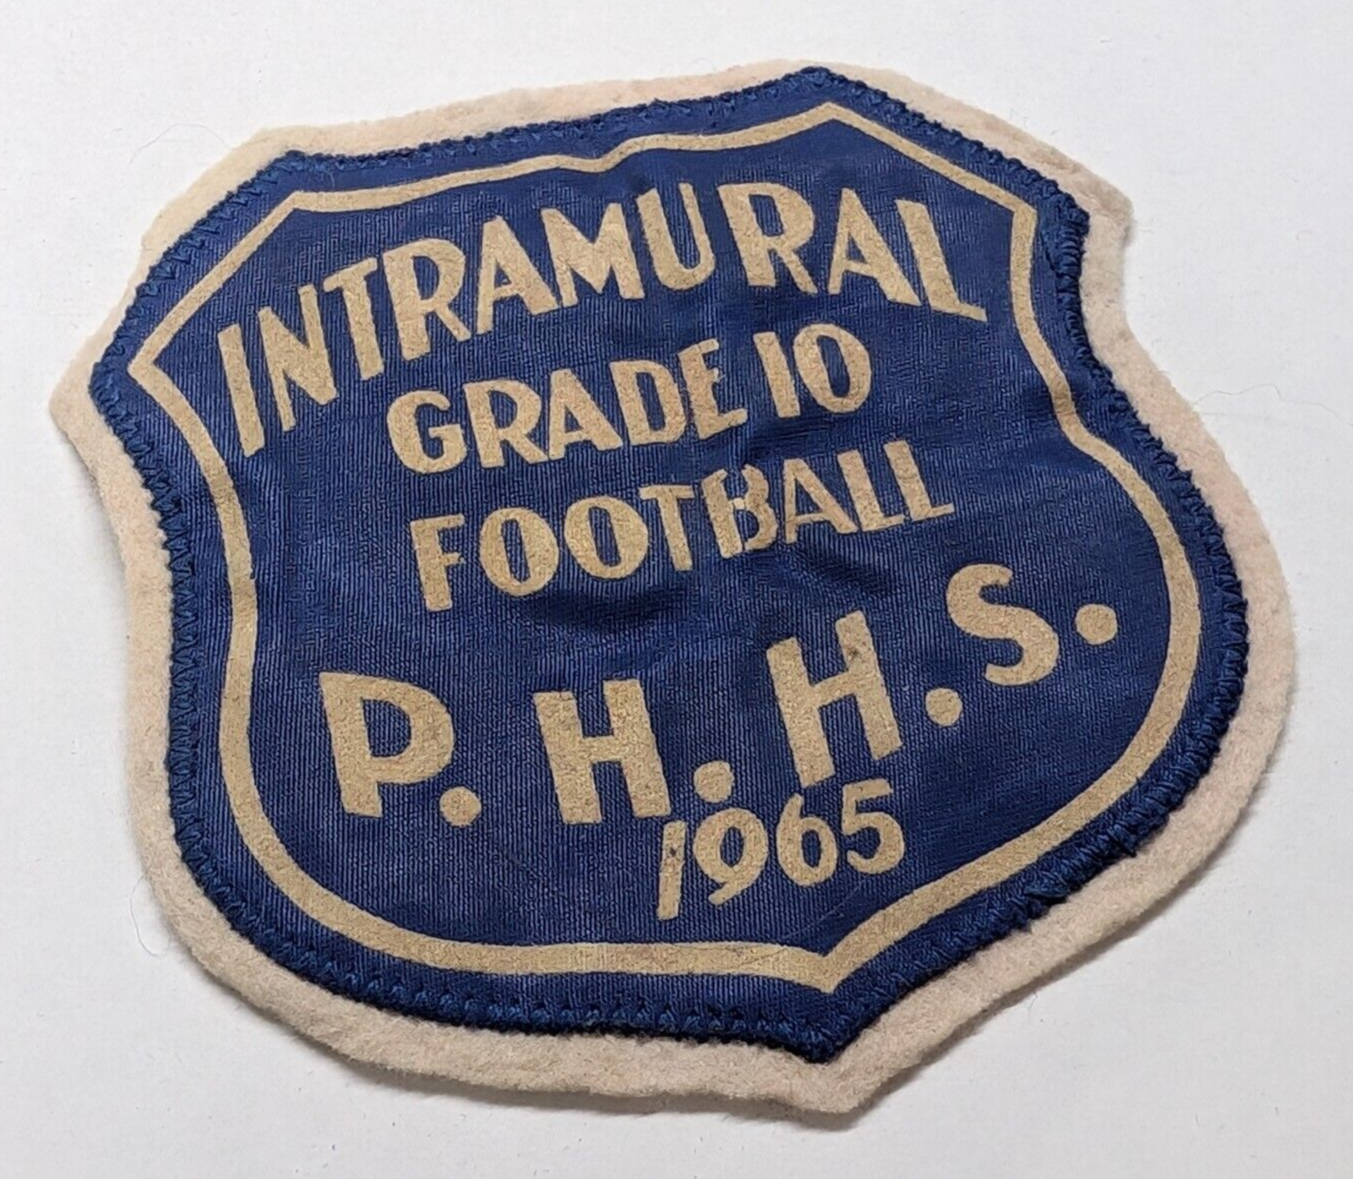 INTRAMURAL
GRADE 10
FOOTBALL
P.H.H.S.
1965